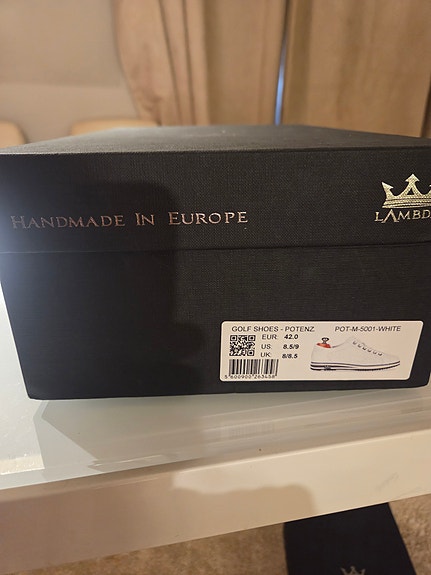 HANDMADE IN EUROPE
LAMBD
GOLF SHOES - POTENZ POT-M-5001-WHITE
EUR: 42.0
US: 8.5/9
UK: 8/8.5
5600902263458